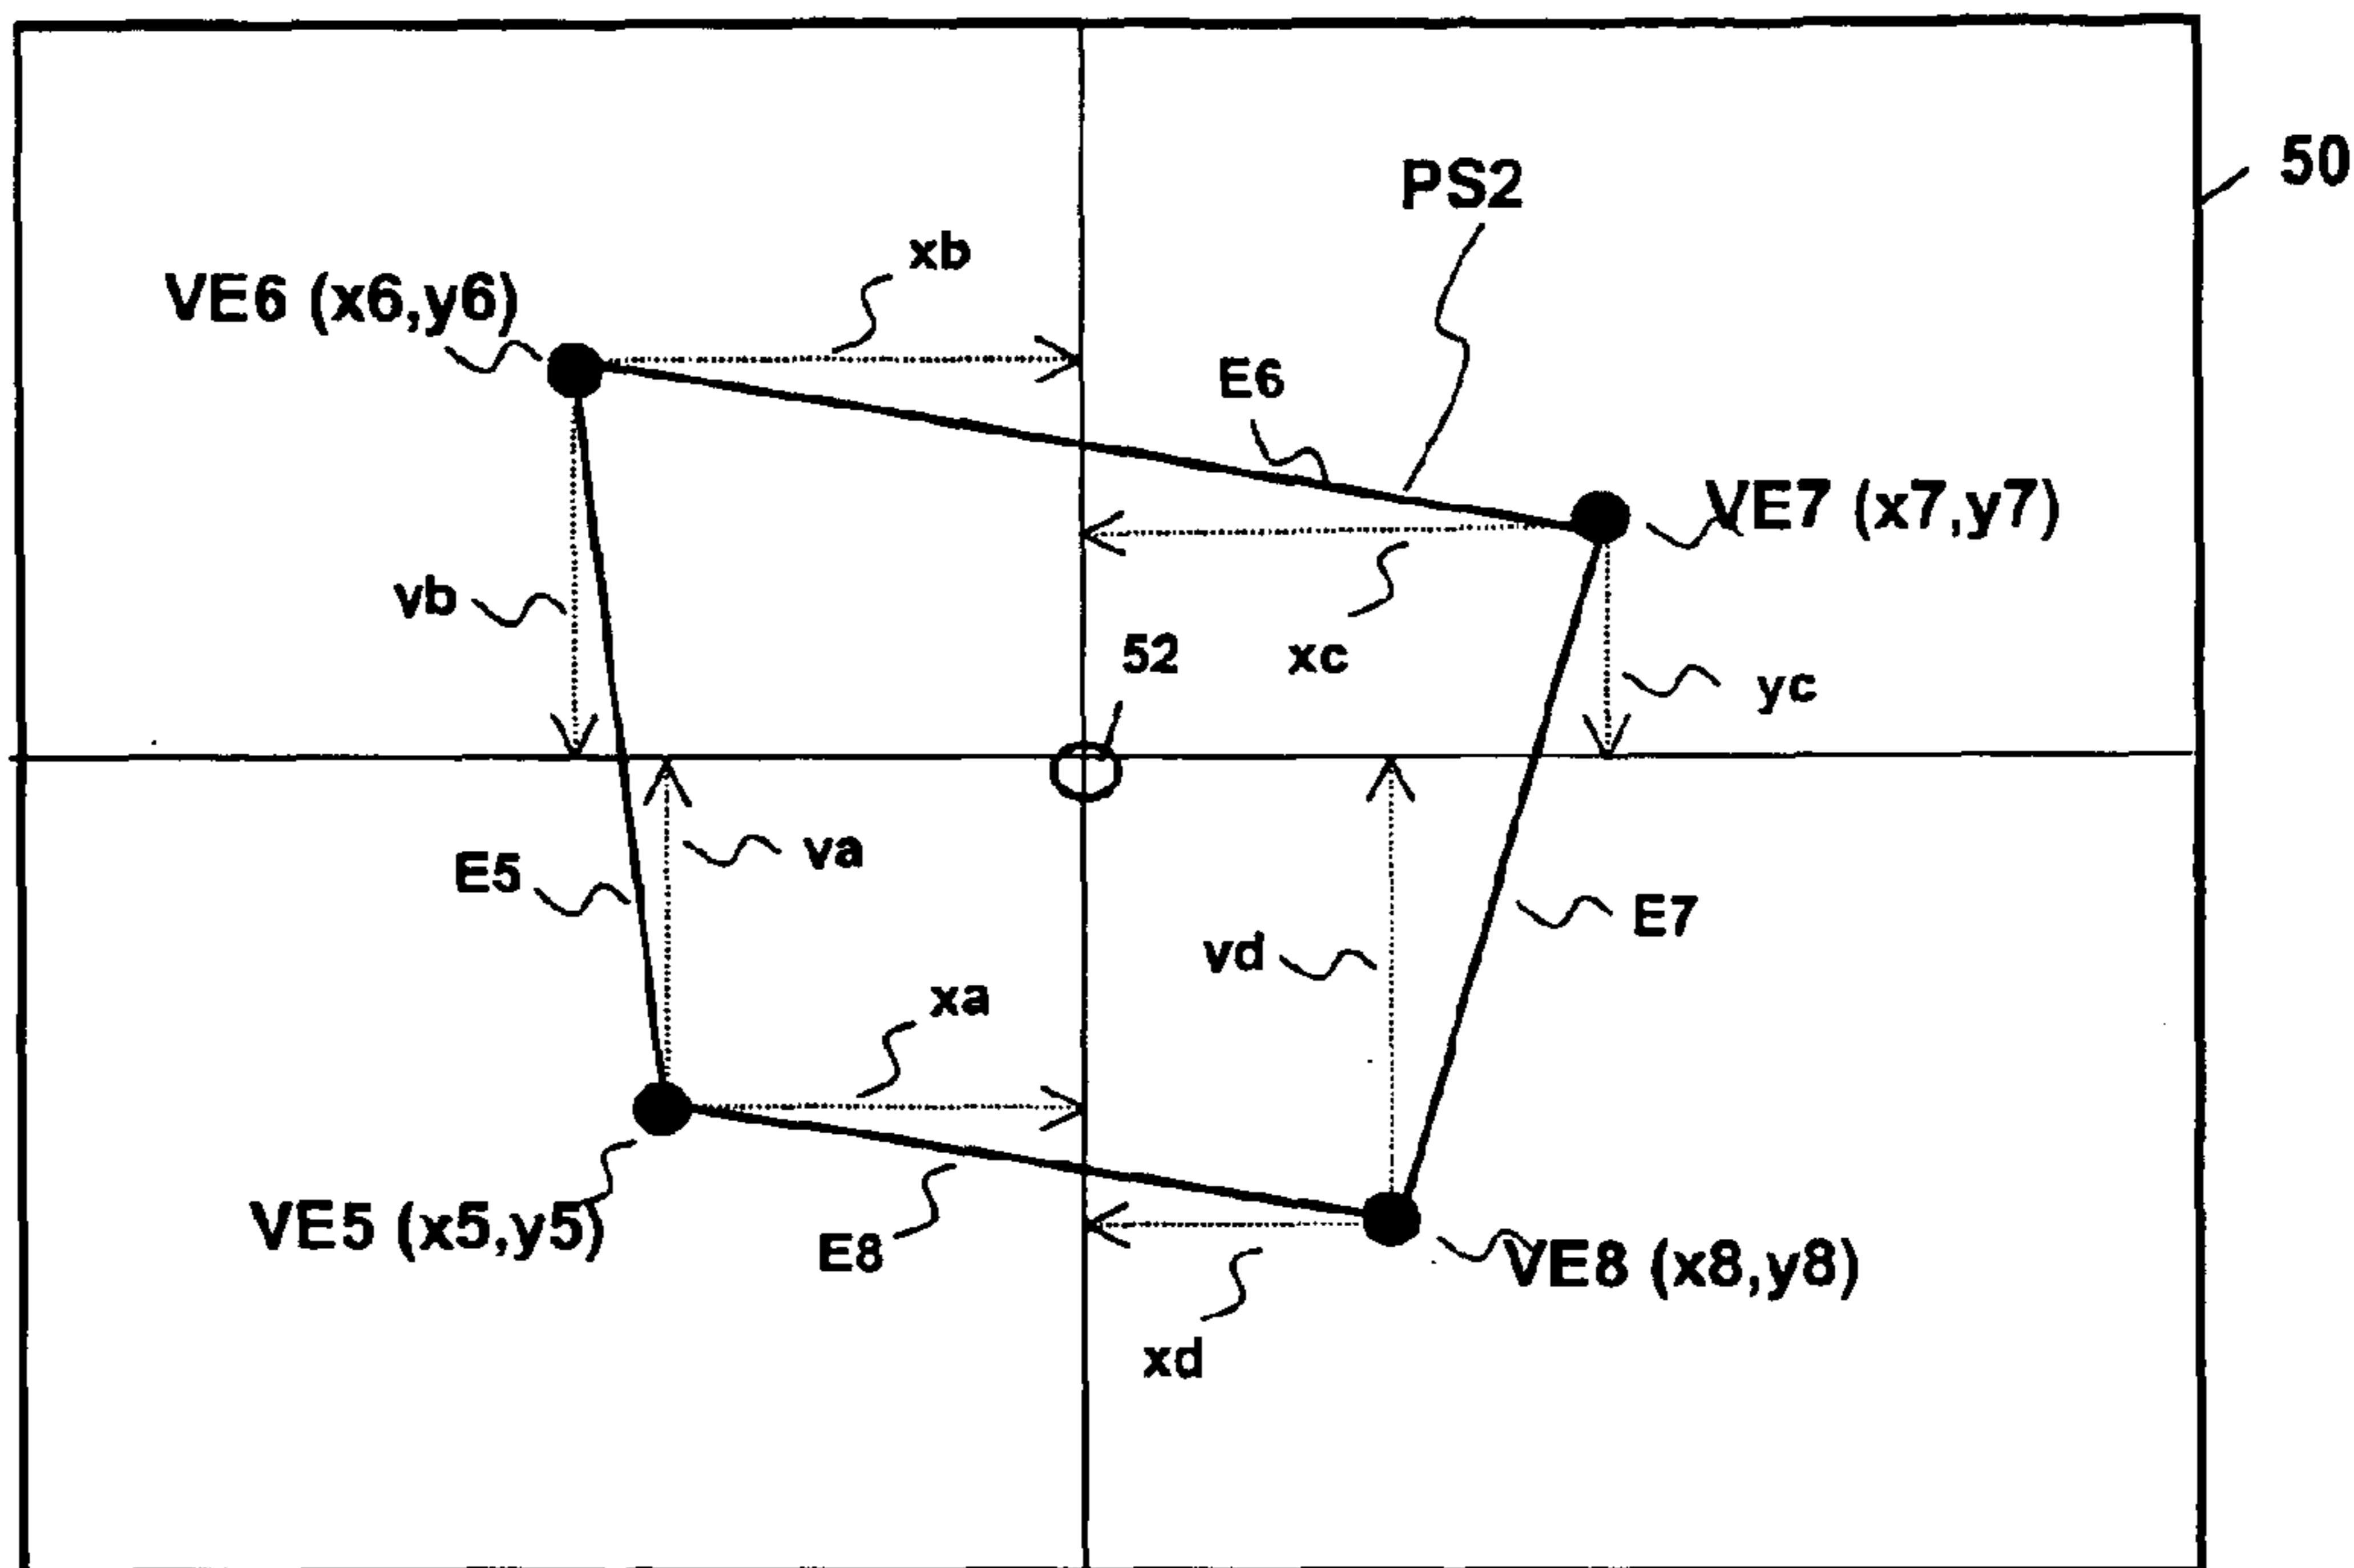 50
PS2
xb
VE6 (x6,y6)
E6
VE7 (x7,y7)
vb
52
xc
yc
va
E5
E7
vd
xa
VE5 (x5,y5)
E8
VE8 (x8,y8)
xd